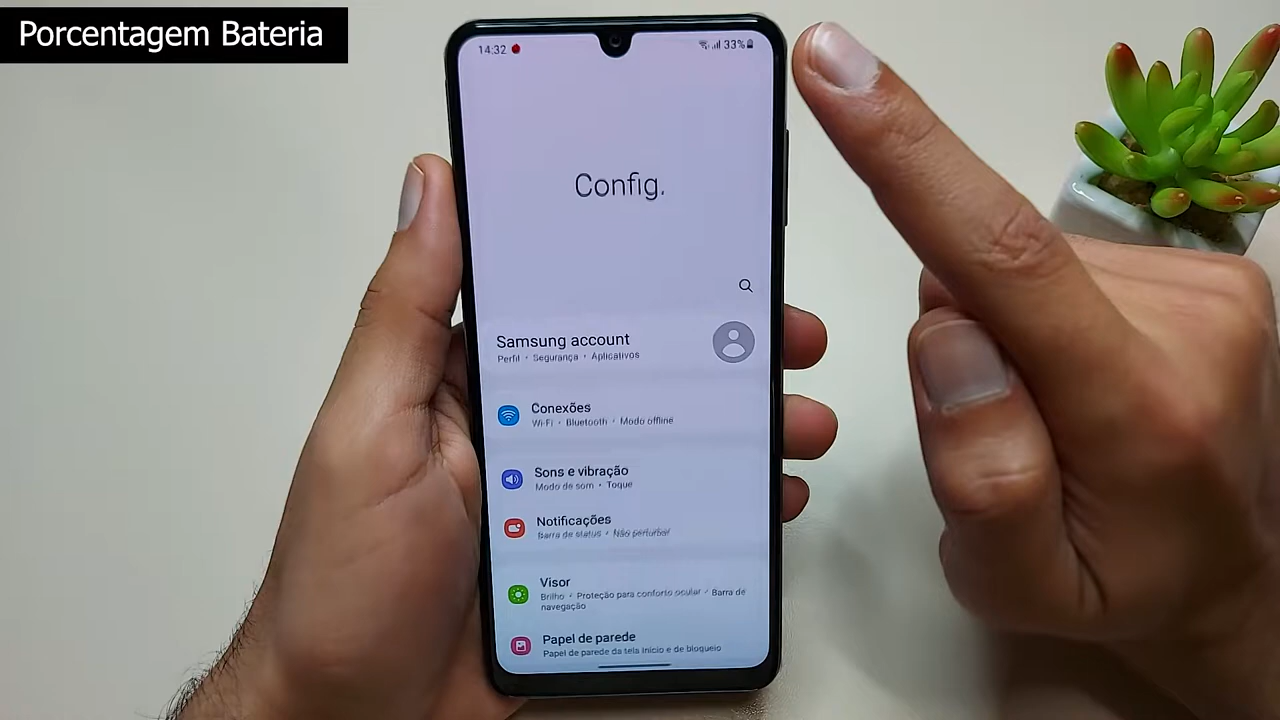 Porcentagem Bateria
14:32
33%
Config.
Samsung account
Perfil • Segurança • Aplicativos
Conexões
Wi-Fi • Bluetooth • Modo offline
Sons e vibração
Modo de som • Toque
Notificações
Barra de status • Não perturbar
Visor
Brilho • Proteção para conforto ocular • Barra de
navegação
Papel de parede
Papel de parede da tela Início e de bloqueio